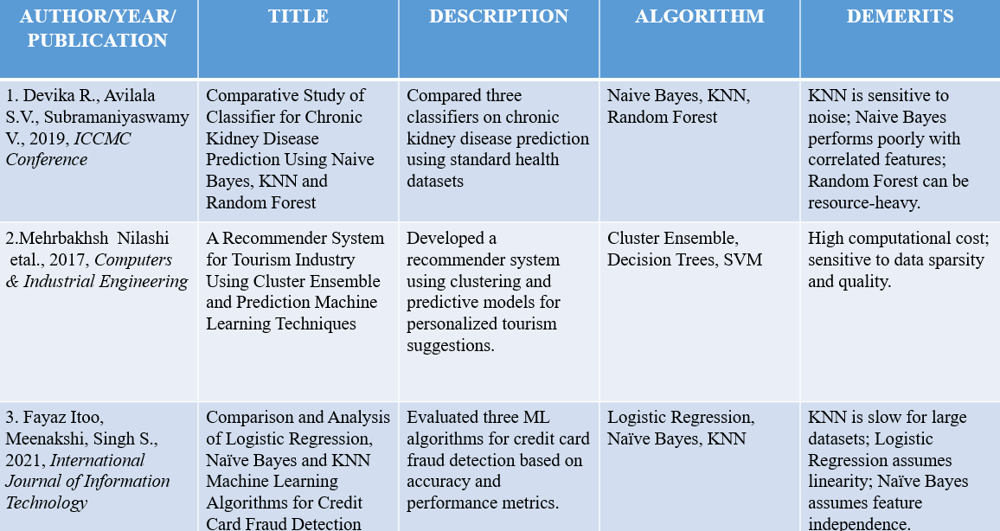 AUTHOR/YEAR/
PUBLICATION
TITLE
DESCRIPTION
ALGORITHM
DEMERITS
1. Devika R., Avilala
S.V., Subramaniyaswamy
V., 2019, ICCMC
Conference
Comparative Study of
Classifier for Chronic
Kidney Disease
Prediction Using Naive
Bayes, KNN and
Random Forest
Compared three
classifiers on chronic
kidney disease prediction
using standard health
datasets
Naive Bayes, KNN,
Random Forest
KNN is sensitive to
noise; Naive Bayes
performs poorly with
correlated features;
Random Forest can be
resource-heavy.
2.Mehrbakhsh Nilashi
etal., 2017, Computers
& Industrial Engineering
A Recommender System
for Tourism Industry
Using Cluster Ensemble
and Prediction Machine
Learning Techniques
Developed a
recommender system
using clustering and
predictive models for
personalized tourism
suggestions.
Cluster Ensemble,
Decision Trees, SVM
High computational cost;
sensitive to data sparsity
and quality.
3. Fayaz Itoo,
Meenakshi, Singh S.,
2021, International
Journal of Information
Technology
Comparison and Analysis
of Logistic Regression,
Naïve Bayes and KNN
Machine Learning
Algorithms for Credit
Card Fraud Detection
Evaluated three ML
algorithms for credit card
fraud detection based on
accuracy and
performance metrics.
Logistic Regression,
Naïve Bayes, KNN
KNN is slow for large
datasets; Logistic
Regression assumes
linearity; Naïve Bayes
assumes feature
independence.